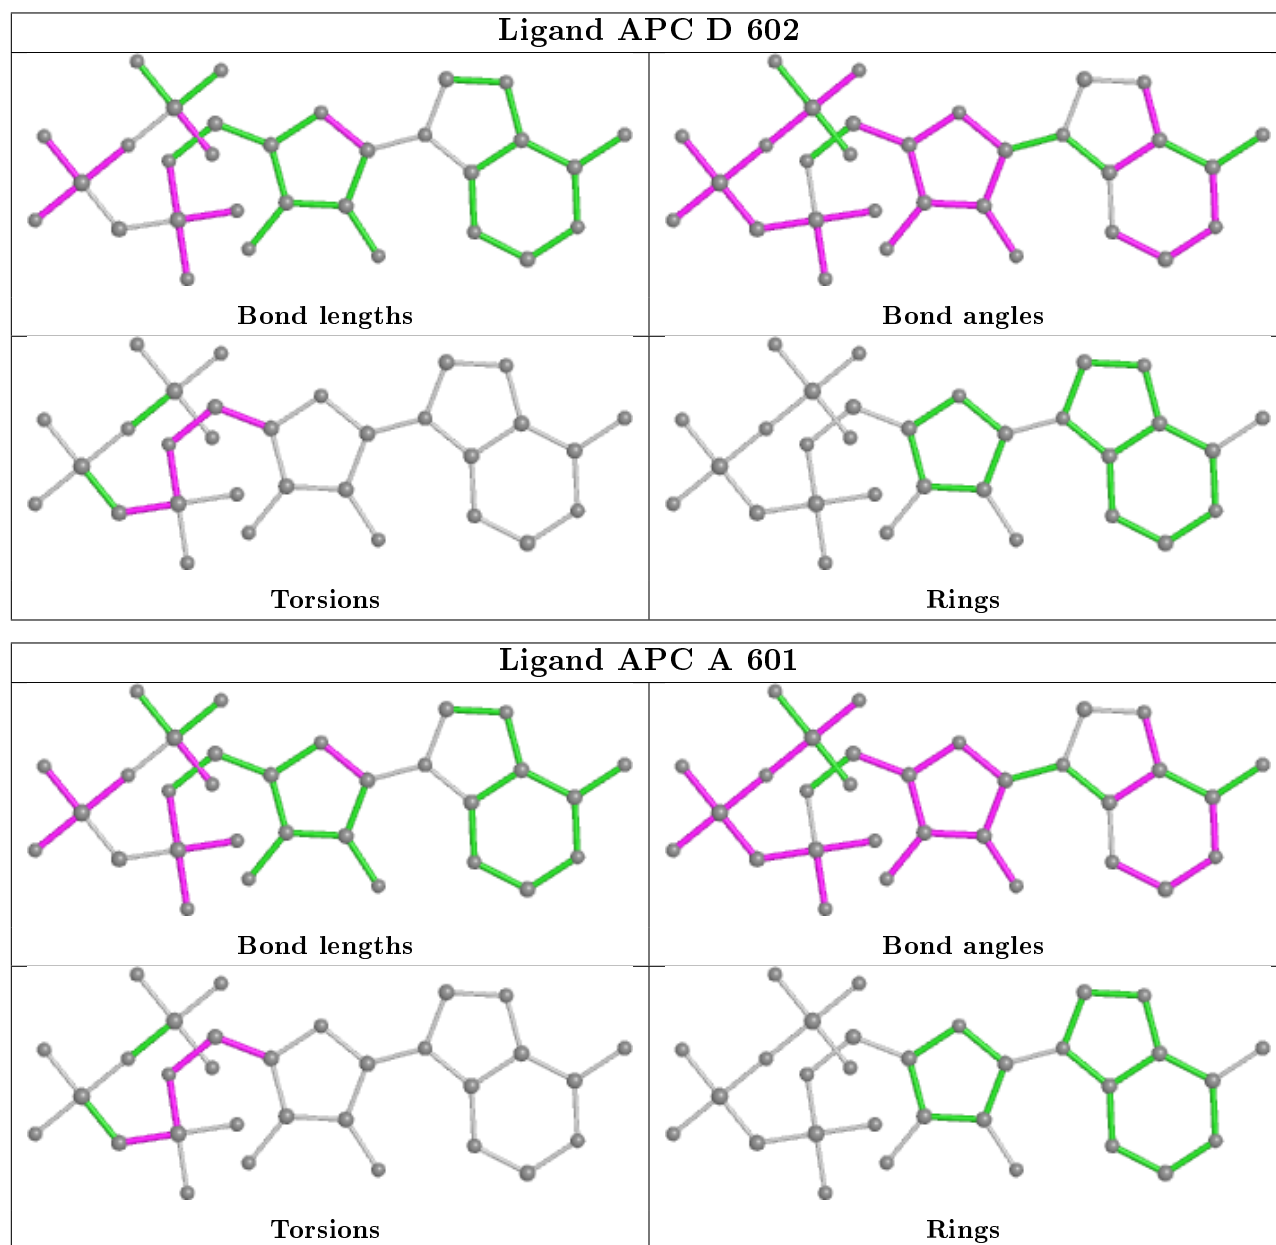 Ligand APC D 602
Bond lengths
Bond angles
Torsions
Rings
Ligand APC A 601
Bond lengths
Bond angles
Torsions
Rings